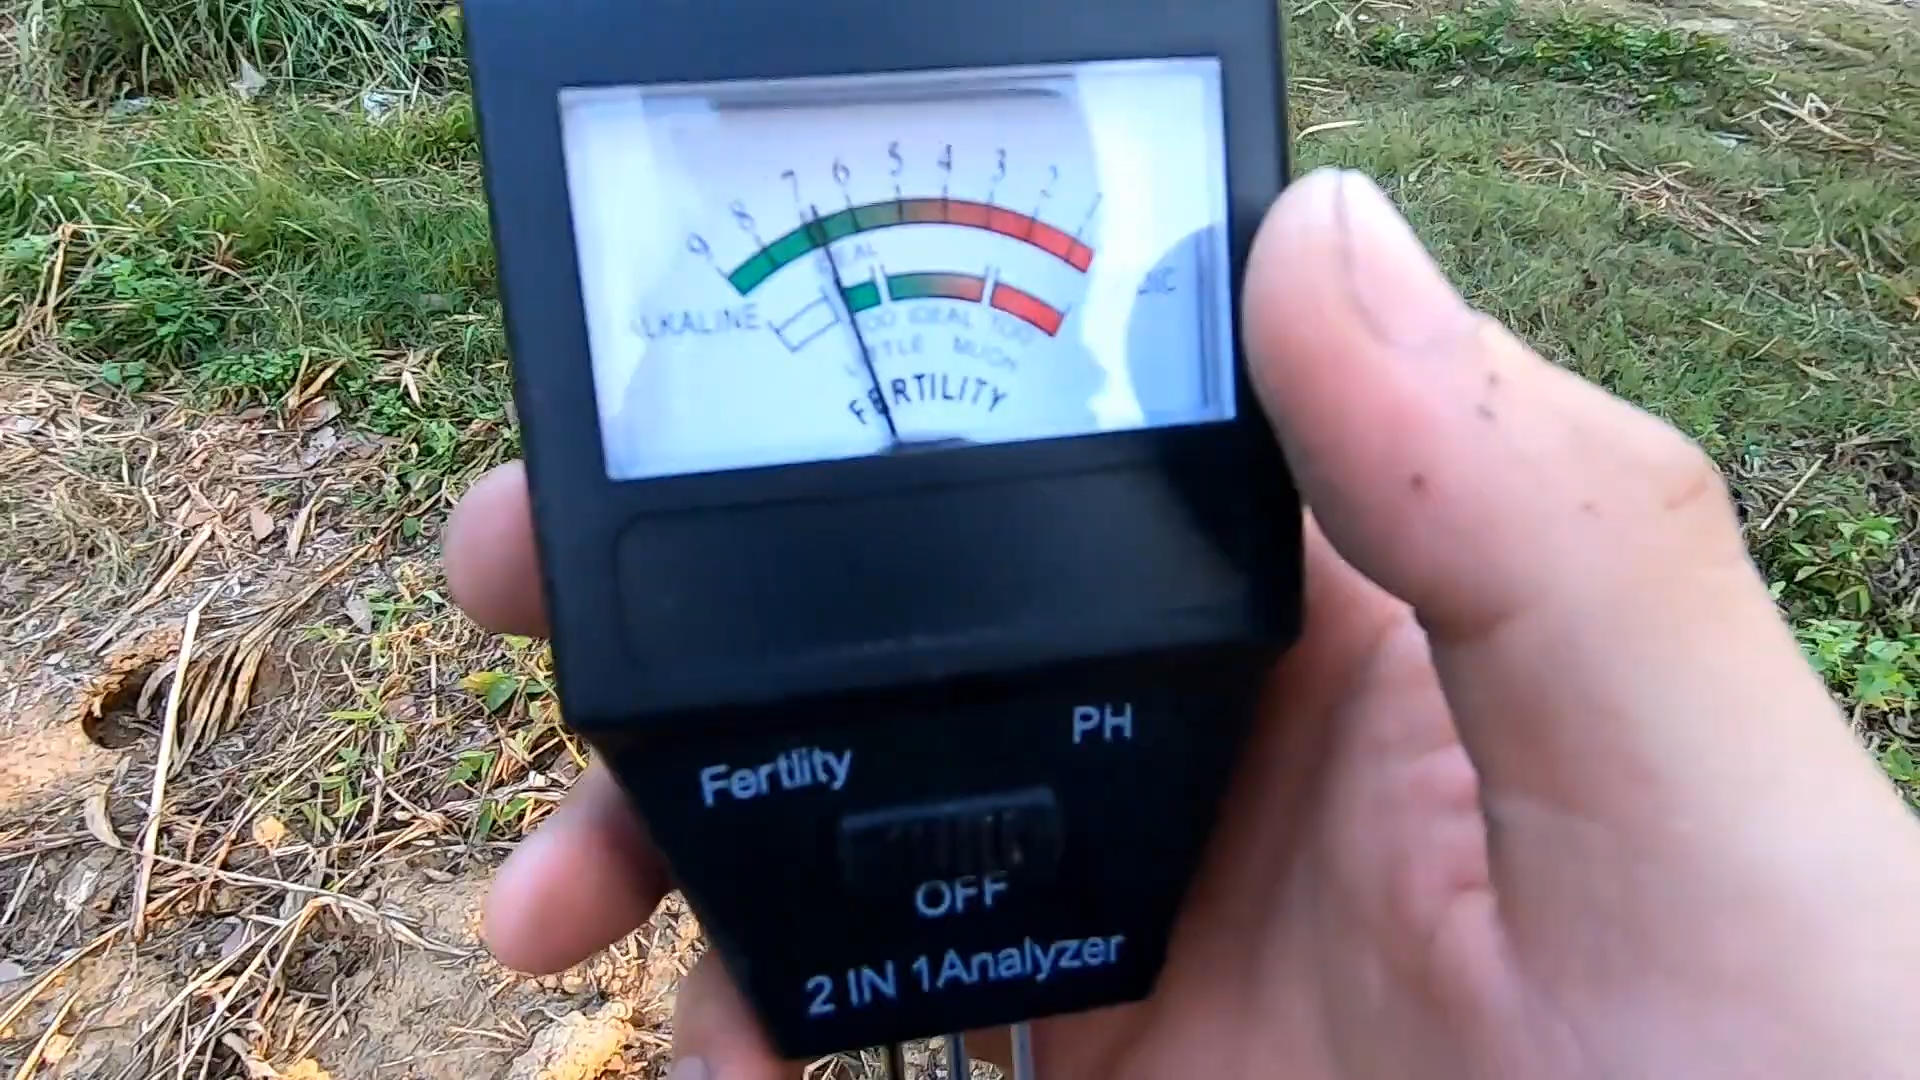 9 8 7 6 5 4 3 2 1
IDEAL
LKALINE
IDEAL TOO
MUCH
FERTILITY
PH
Fertlity
OFF
2 IN 1Analyzer